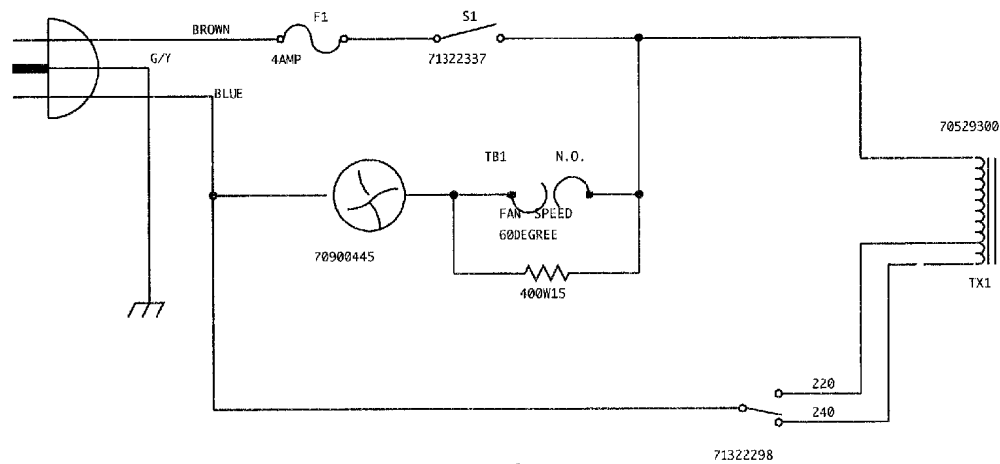 F1
S1
BROWN
4AMP
71322337
G/Y
BLUE
70529300
TB1
N.O.
FAN SPEED
60DEGREE
70900445
400W15
TX1
220
240
71322298